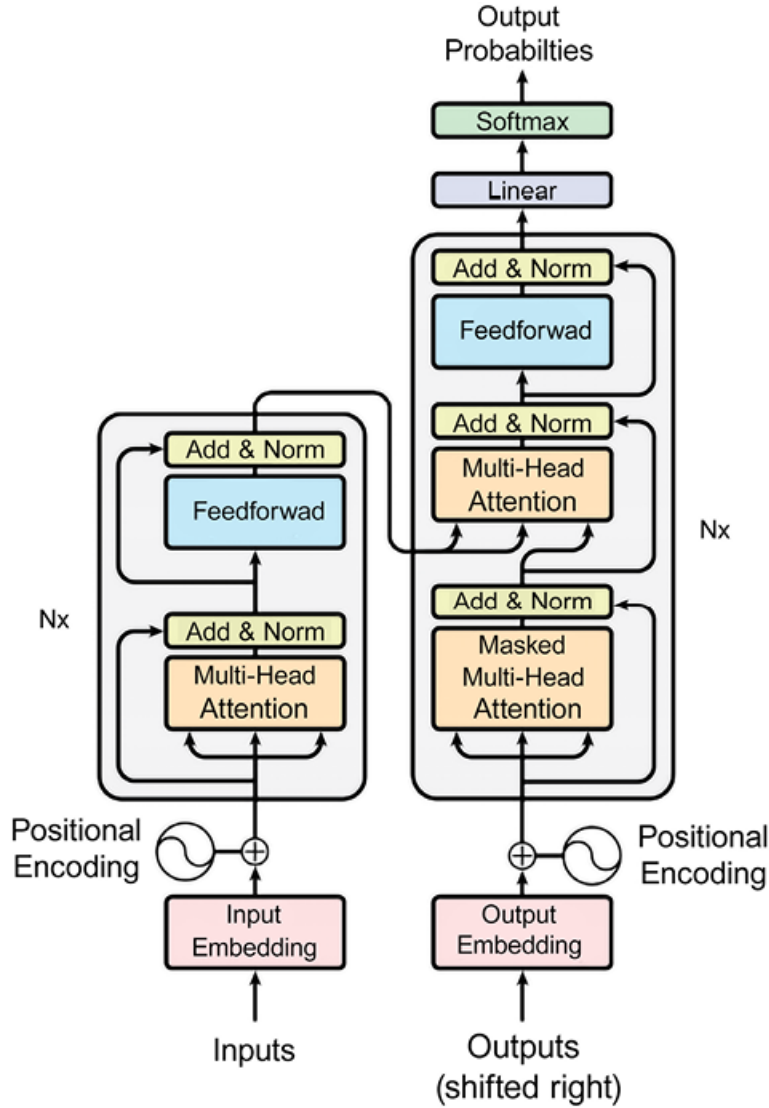 Output
Probabilties
Softmax
Linear
Add & Norm
Feedforwad
Add & Norm
Multi-Head
Attention
Nx
Add & Norm
Masked
Multi-Head
Attention
Add & Norm
Feedforwad
Nx
Add & Norm
Multi-Head
Attention
Positional
Encoding
Positional
Encoding
Input
Embedding
Output
Embedding
Inputs
Outputs
(shifted right)